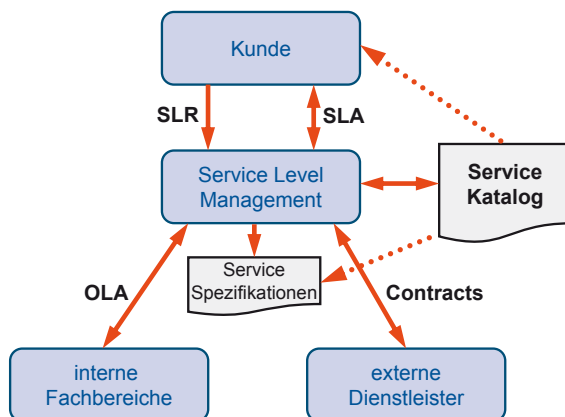 Kunde
SLR
SLA
Service Level
Management
Service
Katalog
Service
Spezifikationen
OLA
Contracts
interne
Fachbereiche
externe
Dienstleister